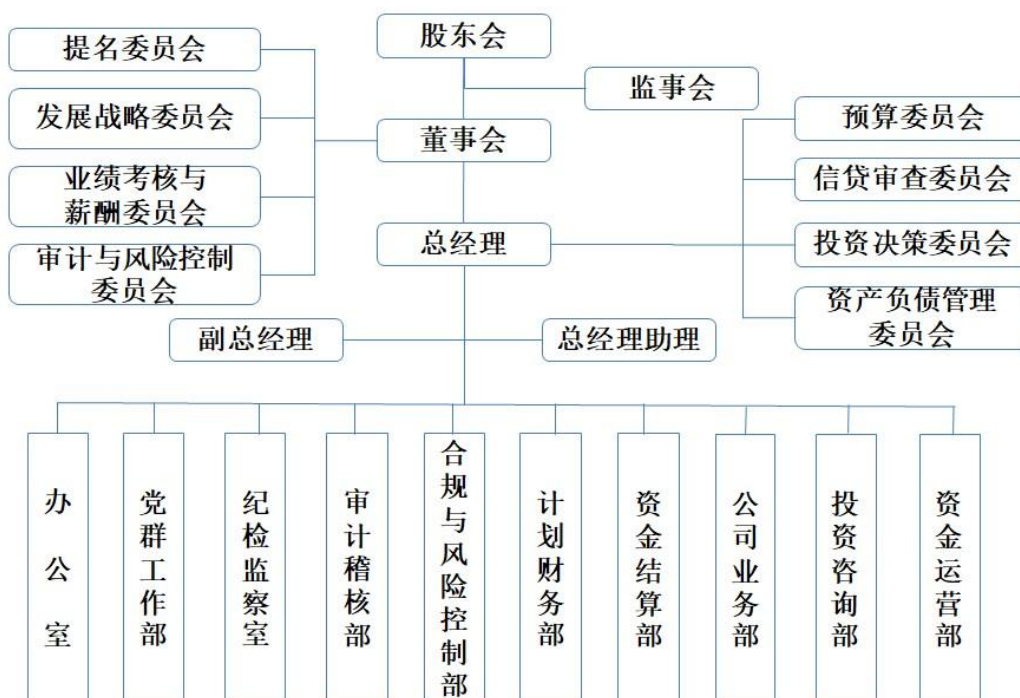 股东会
提名委员会
监事会
发展战略委员会
董事会
预算委员会
业绩考核与
薪酬委员会
信贷审查委员会
总经理
投资决策委员会
审计与风险控制
委员会
资产负债管理
委员会
副总经理
总经理助理
办公室
党群工作部
纪检监察室
审计稽核部
合规与风险控制部
计划财务部
资金结算部
公司业务部
投资咨询部
资金运营部